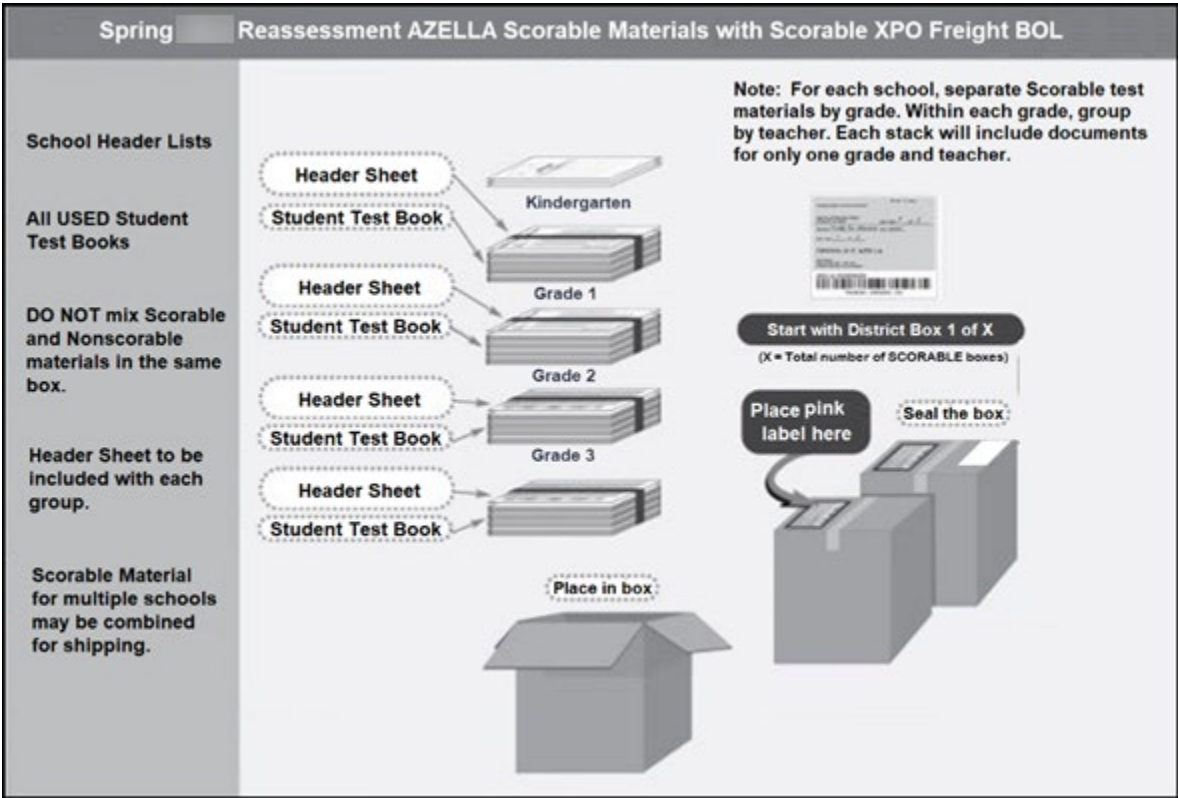 Spring Reassessment AZELLA Scorable Materials with Scorable XPO Freight BOL
School Header Lists
All USED Student
Test Books
DO NOT mix Scorable
and Nonscorable
materials in the same
box.
Header Sheet to be
included with each
group.
Scorable Material
for multiple schools
may be combined
for shipping.
Header Sheet
Student Test Book
Kindergarten
Header Sheet
Student Test Book
Grade 1
Header Sheet
Student Test Book
Grade 2
Header Sheet
Student Test Book
Grade 3
Place in box
Note: For each school, separate Scorable test
materials by grade. Within each grade, group
by teacher. Each stack will include documents
for only one grade and teacher.
Start with District Box 1 of X
(X = Total number of SCORABLE boxes)
Place pink
label here
Seal the box